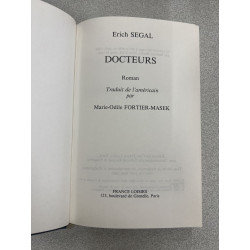 Erich SEGAL
DOCTEURS
Roman
Traduit de l'américain
par
Marie-Odile FORTIER-MASEK
FRANCE LOISIRS
123, boulevard de Grenelle, Paris